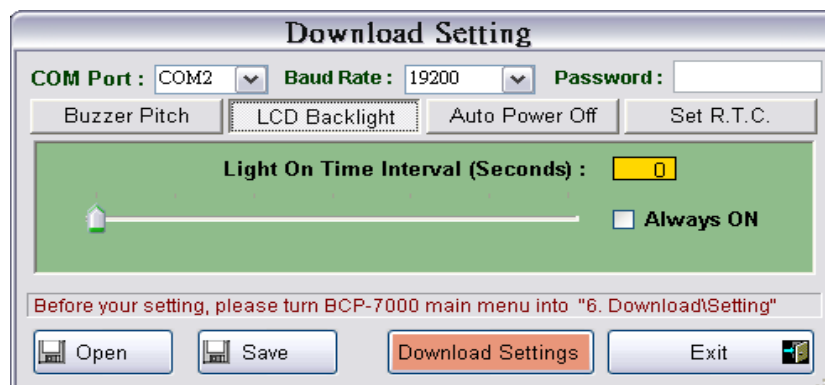 Download Setting
COM Port : COM2 Baud Rate : 19200 Password :
Buzzer Pitch LCD Backlight Auto Power Off Set R.T.C.
Light On Time Interval (Seconds) : 0
Always ON
Before your setting, please turn BCP-7000 main menu into "6. Download\Setting"
Open Save Download Settings Exit